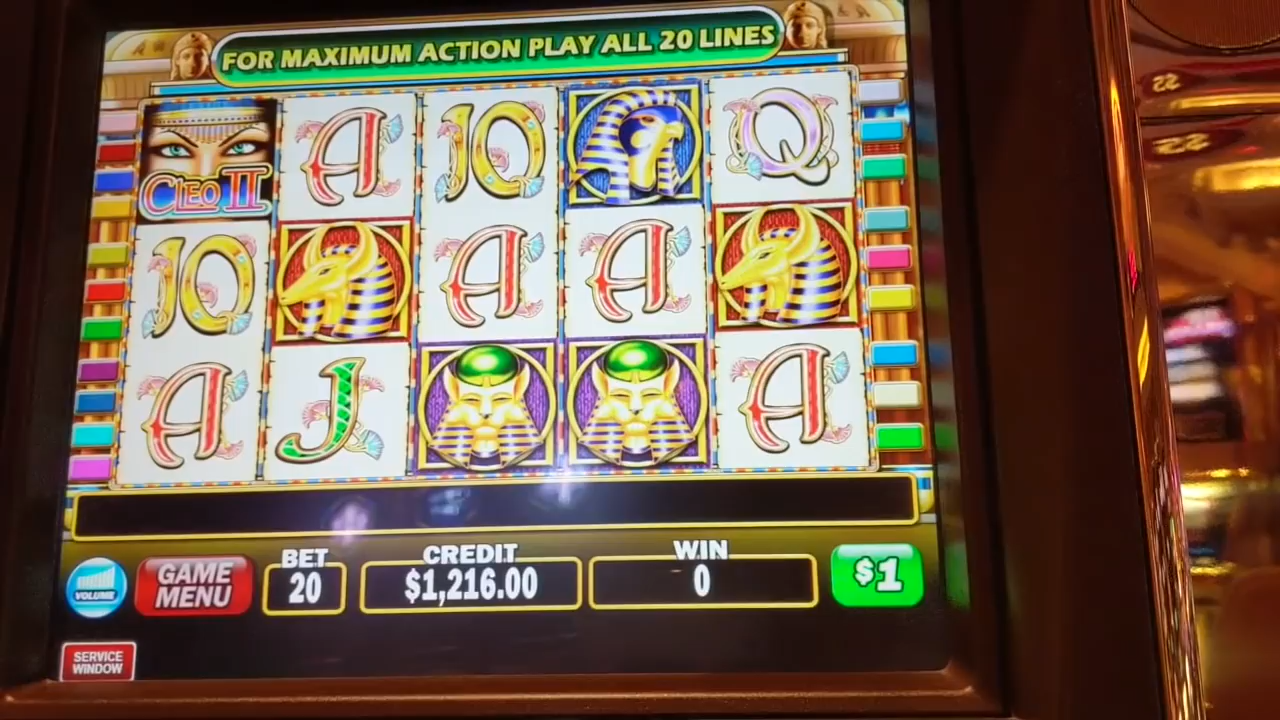 FOR MAXIMUM ACTION PLAY ALL 20 LINES
CLEO II
A
10
Q
10
A
A
A
J
A
BET
CREDIT
WIN
20
$1,216.00
0
$1
VOLUME
GAME
MENU
SERVICE
WINDOW